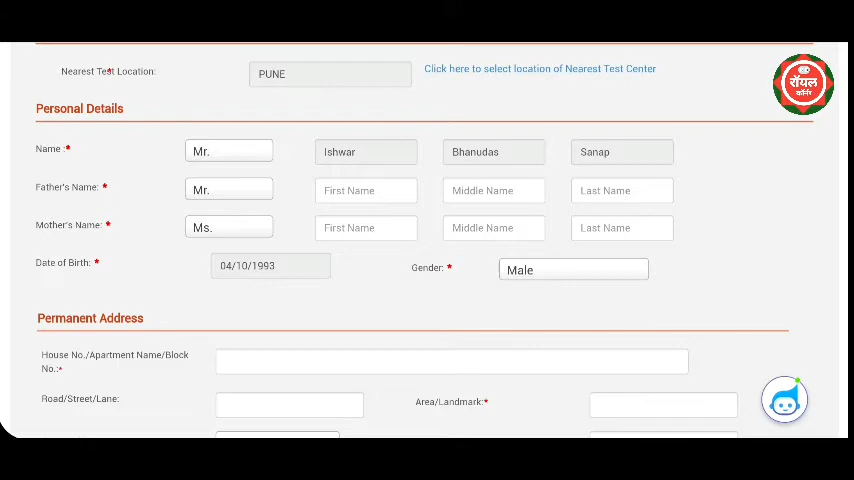 Nearest Test Location: * PUNE Click here to select location of Nearest Test Center
रॉयल
कॉर्नर
Personal Details
Name :* Mr. Ishwar Bhanudas Sanap
Father's Name: * Mr. First Name Middle Name Last Name
Mother's Name: * Ms. First Name Middle Name Last Name
Date of Birth: * 04/10/1993 Gender: * Male
Permanent Address
House No./Apartment Name/Block
No.:*
Road/Street/Lane: Area/Landmark:*